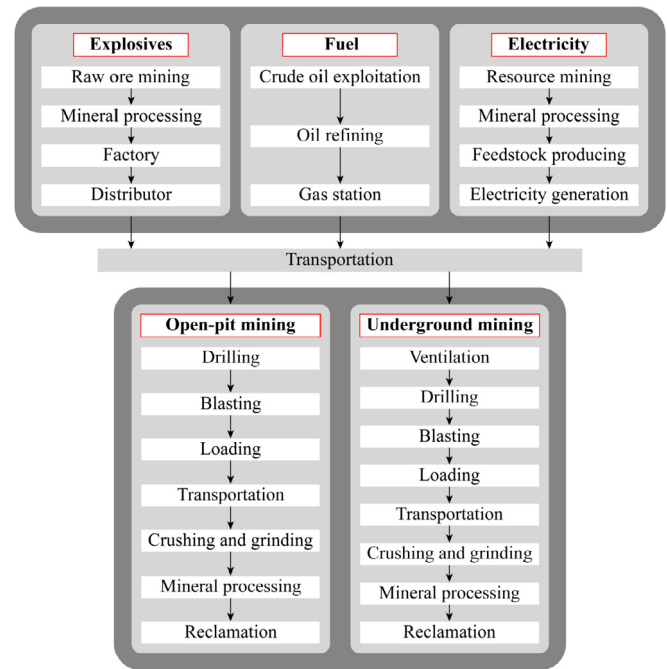 Explosives
Raw ore mining
Mineral processing
Factory
Distributor
Fuel
Crude oil exploitation
Oil refining
Gas station
Electricity
Resource mining
Mineral processing
Feedstock producing
Electricity generation
Transportation
Open-pit mining
Drilling
Blasting
Loading
Transportation
Crushing and grinding
Mineral processing
Reclamation
Underground mining
Ventilation
Drilling
Blasting
Loading
Transportation
Crushing and grinding
Mineral processing
Reclamation